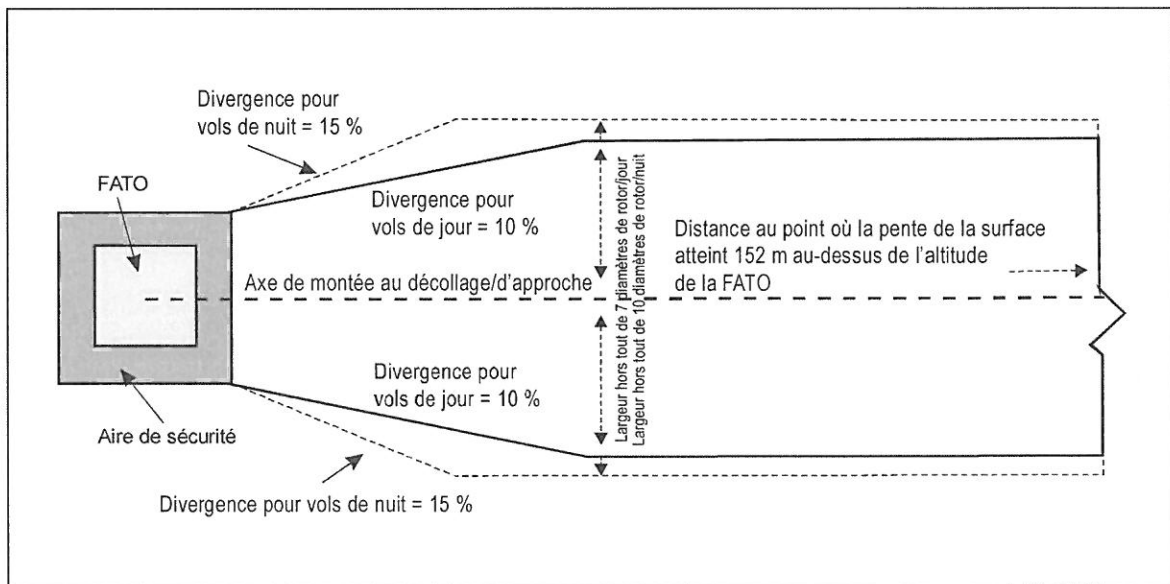 Divergence pour
vols de nuit = 15 %
FATO
Divergence pour
vols de jour = 10 %
Distance au point où la pente de la surface
atteint 152 m au-dessus de l'altitude
de la FATO
Axe de montée au décollage/d'approche
Largeur hors tout de 7 diamètres de rotor/jour
Largeur hors tout de 10 diamètres de rotor/nuit
Divergence pour
vols de jour = 10 %
Aire de sécurité
Divergence pour vols de nuit = 15 %